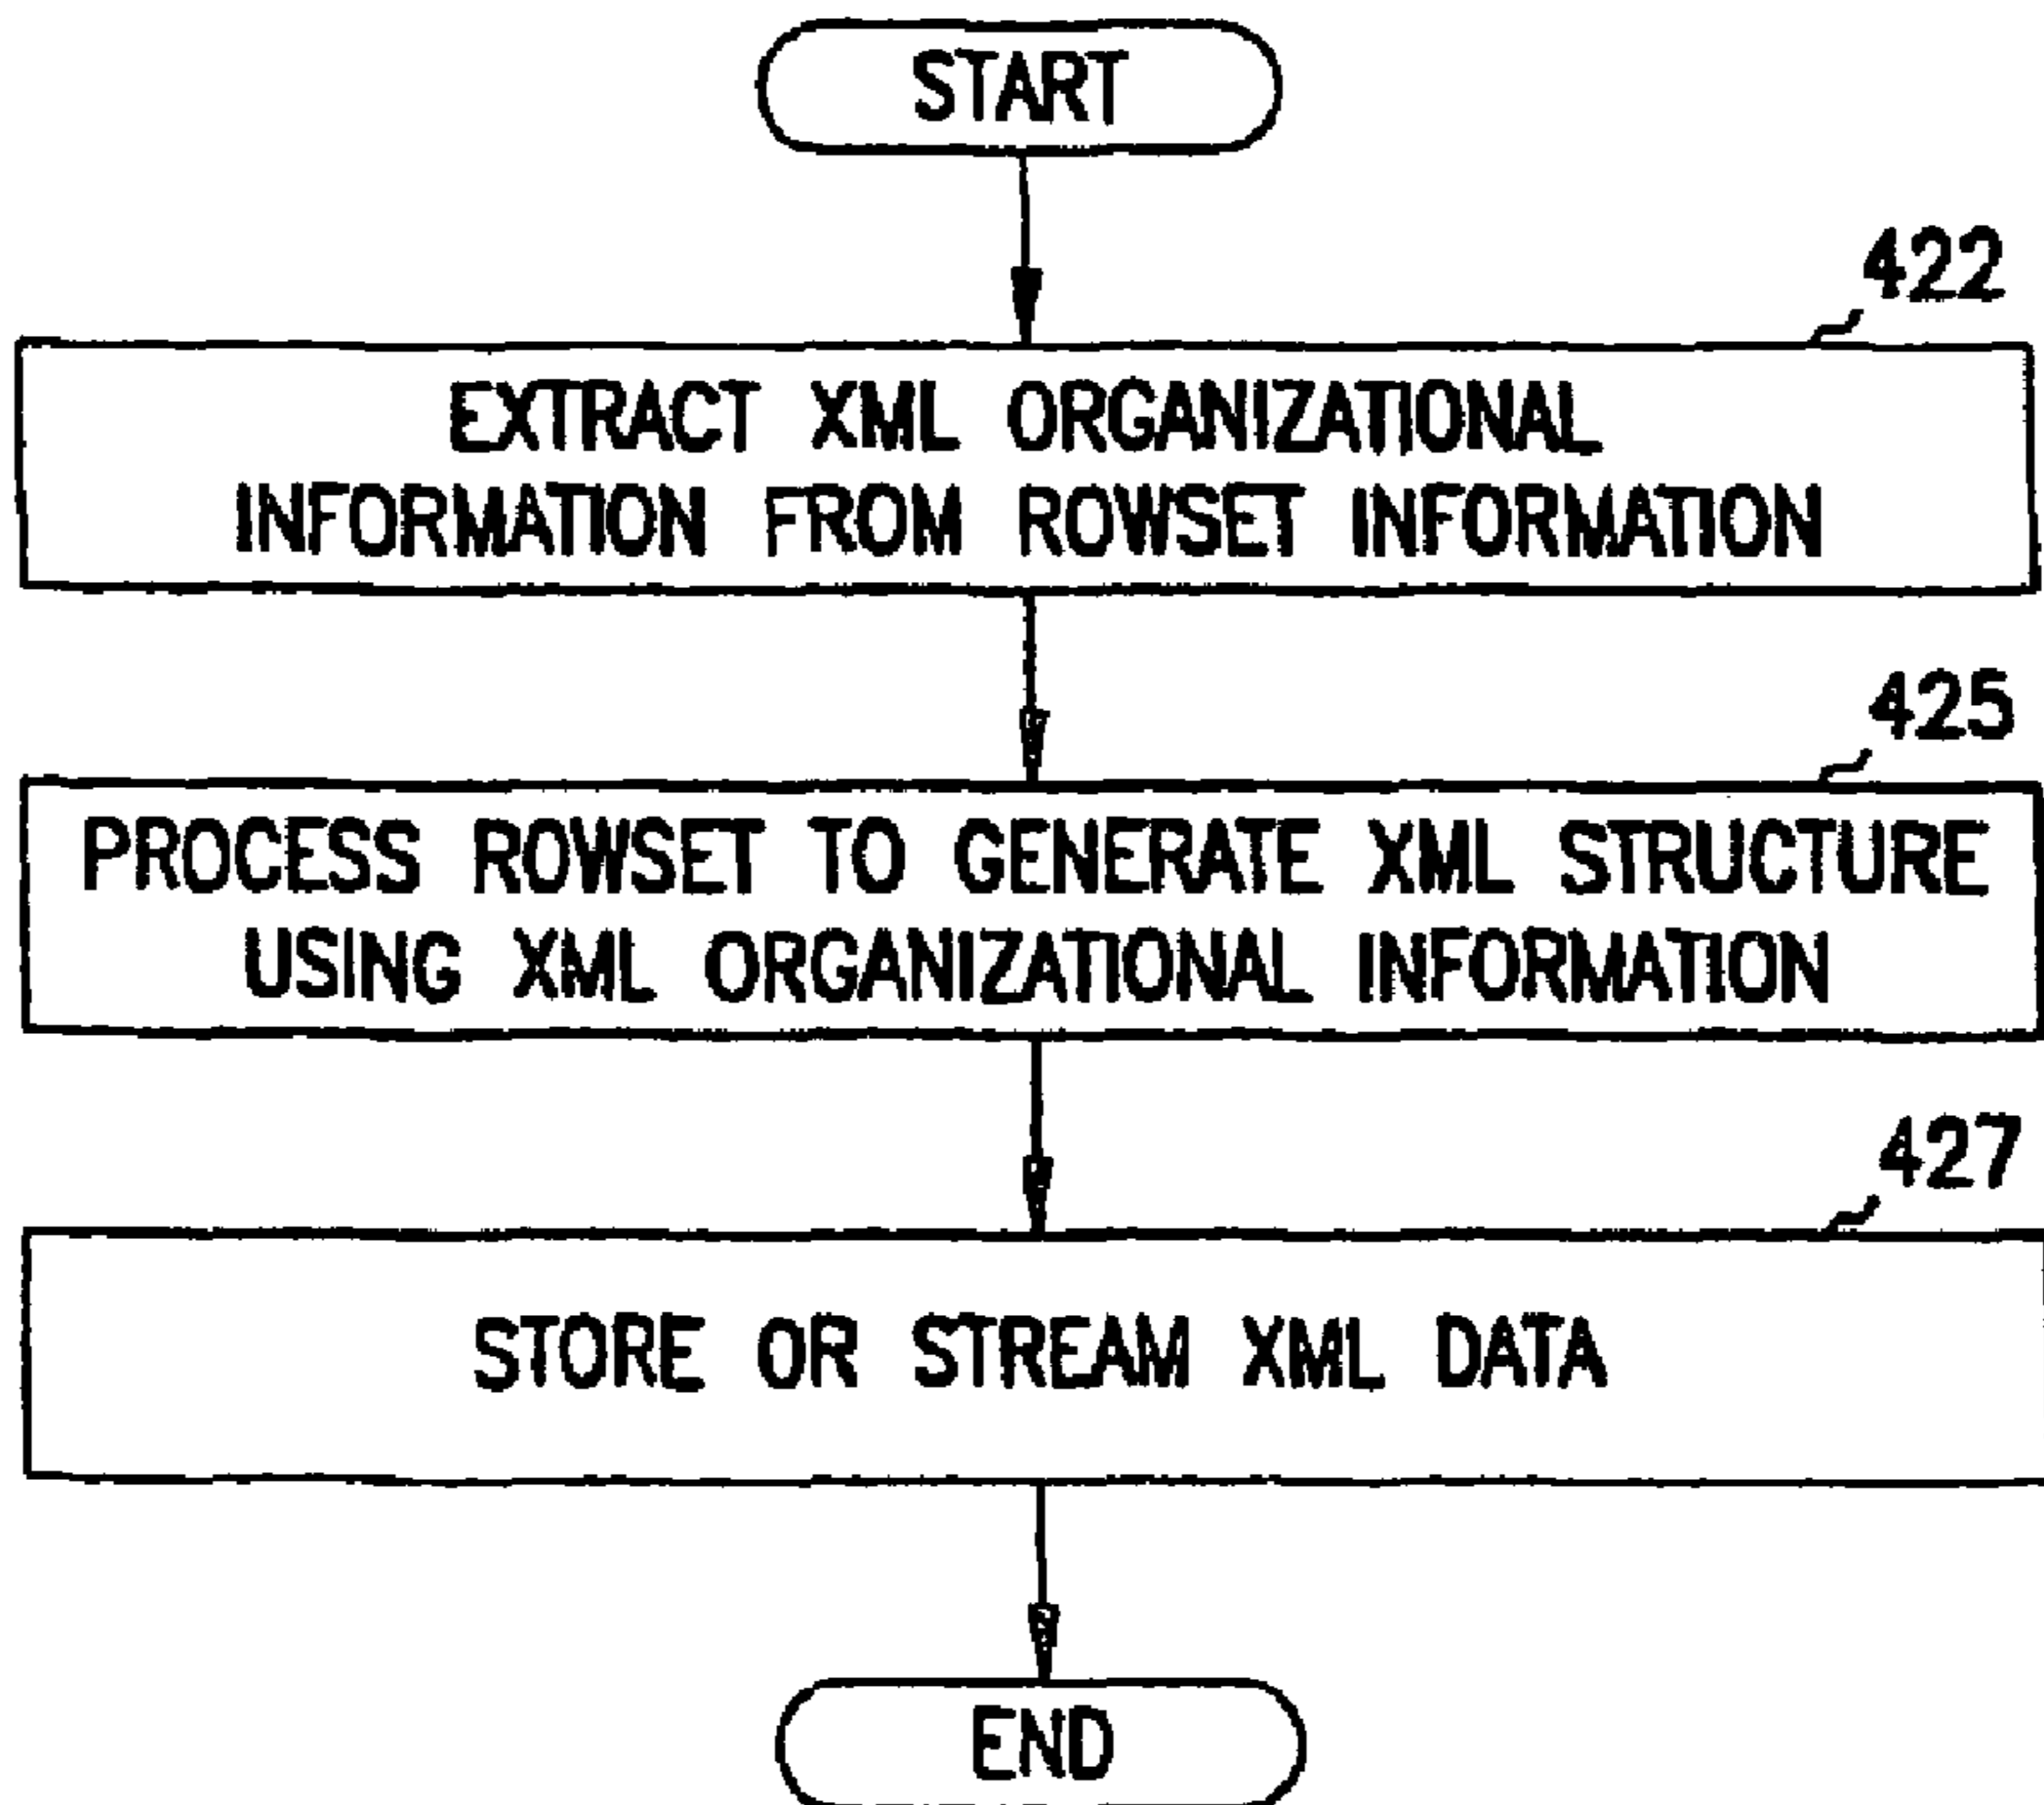 START
422
EXTRACT XML ORGANIZATIONAL
INFORMATION FROM ROWSET INFORMATION
425
PROCESS ROWSET TO GENERATE XML STRUCTURE
USING XML ORGANIZATIONAL INFORMATION
427
STORE OR STREAM XML DATA
END